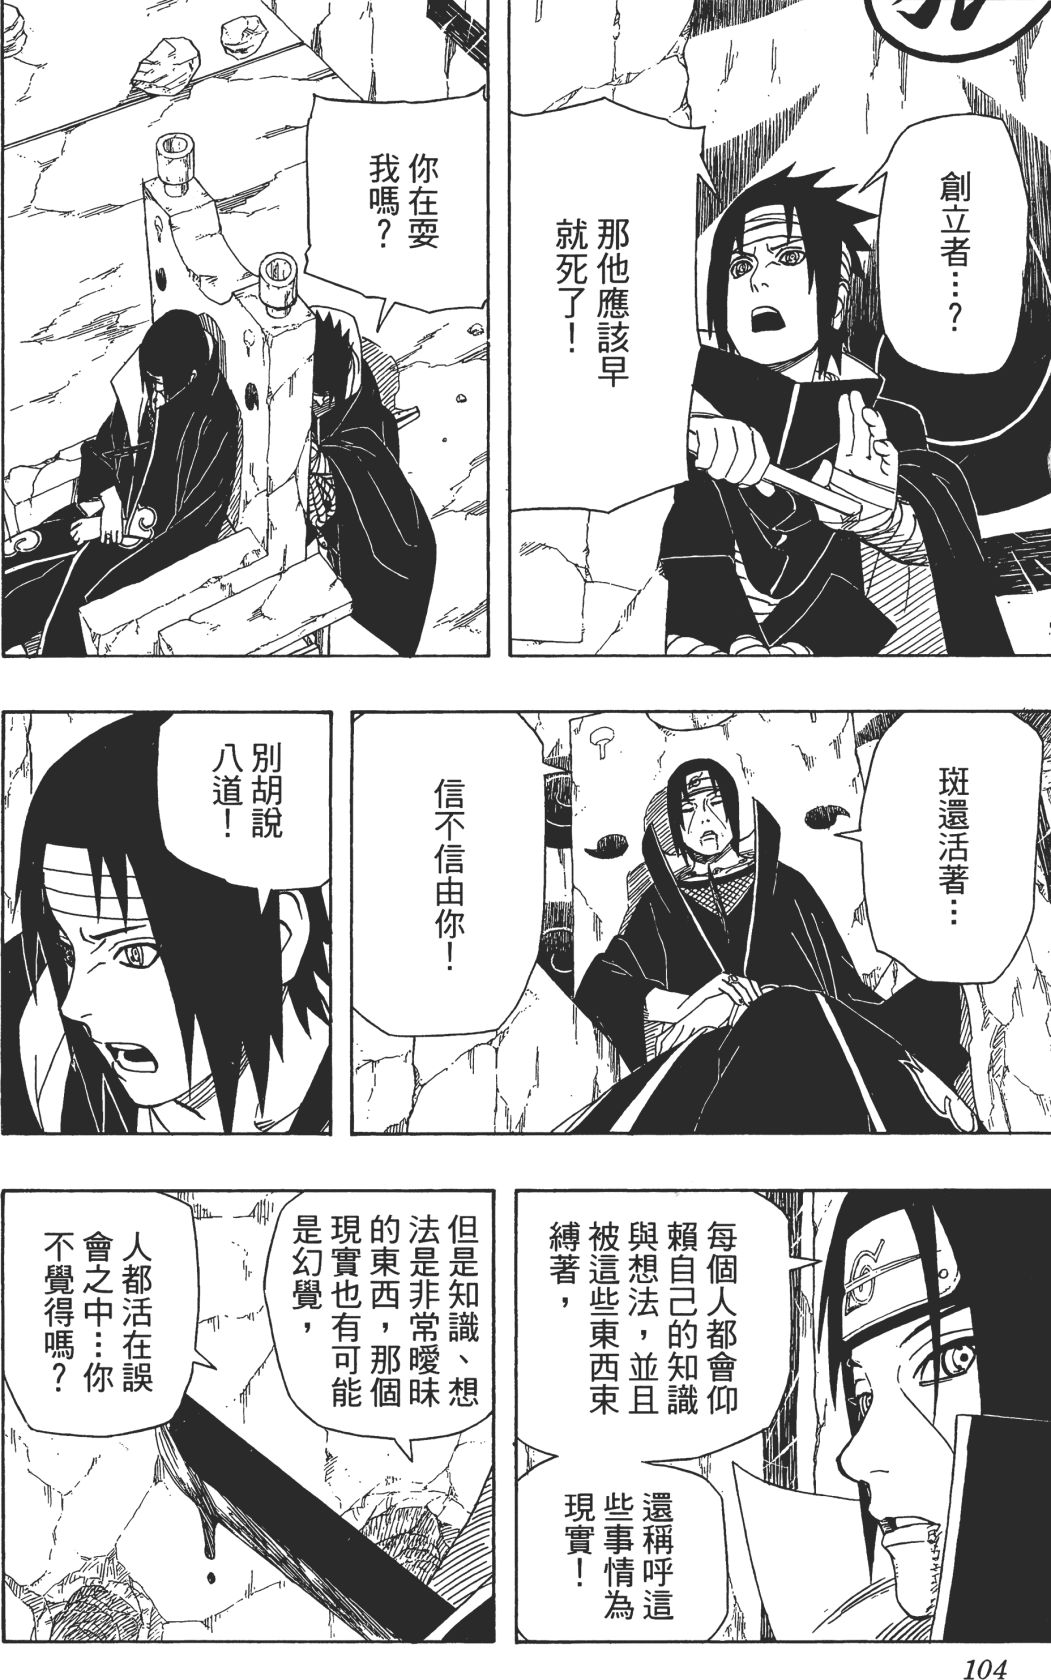 創立者…?
那他應該早
就死了!
你在耍
我嗎?
斑還活著…
信不信由你!
別胡說
八道!
每個人都會仰
賴自己的知識
與想法,並且
被這些東西束
縛著,
還稱呼這
些事情為
現實!
但是知識、想
法是非常曖昧
的東西,那個
現實也有可能
是幻覺,
人都活在誤
會之中…你
不覺得嗎?
104